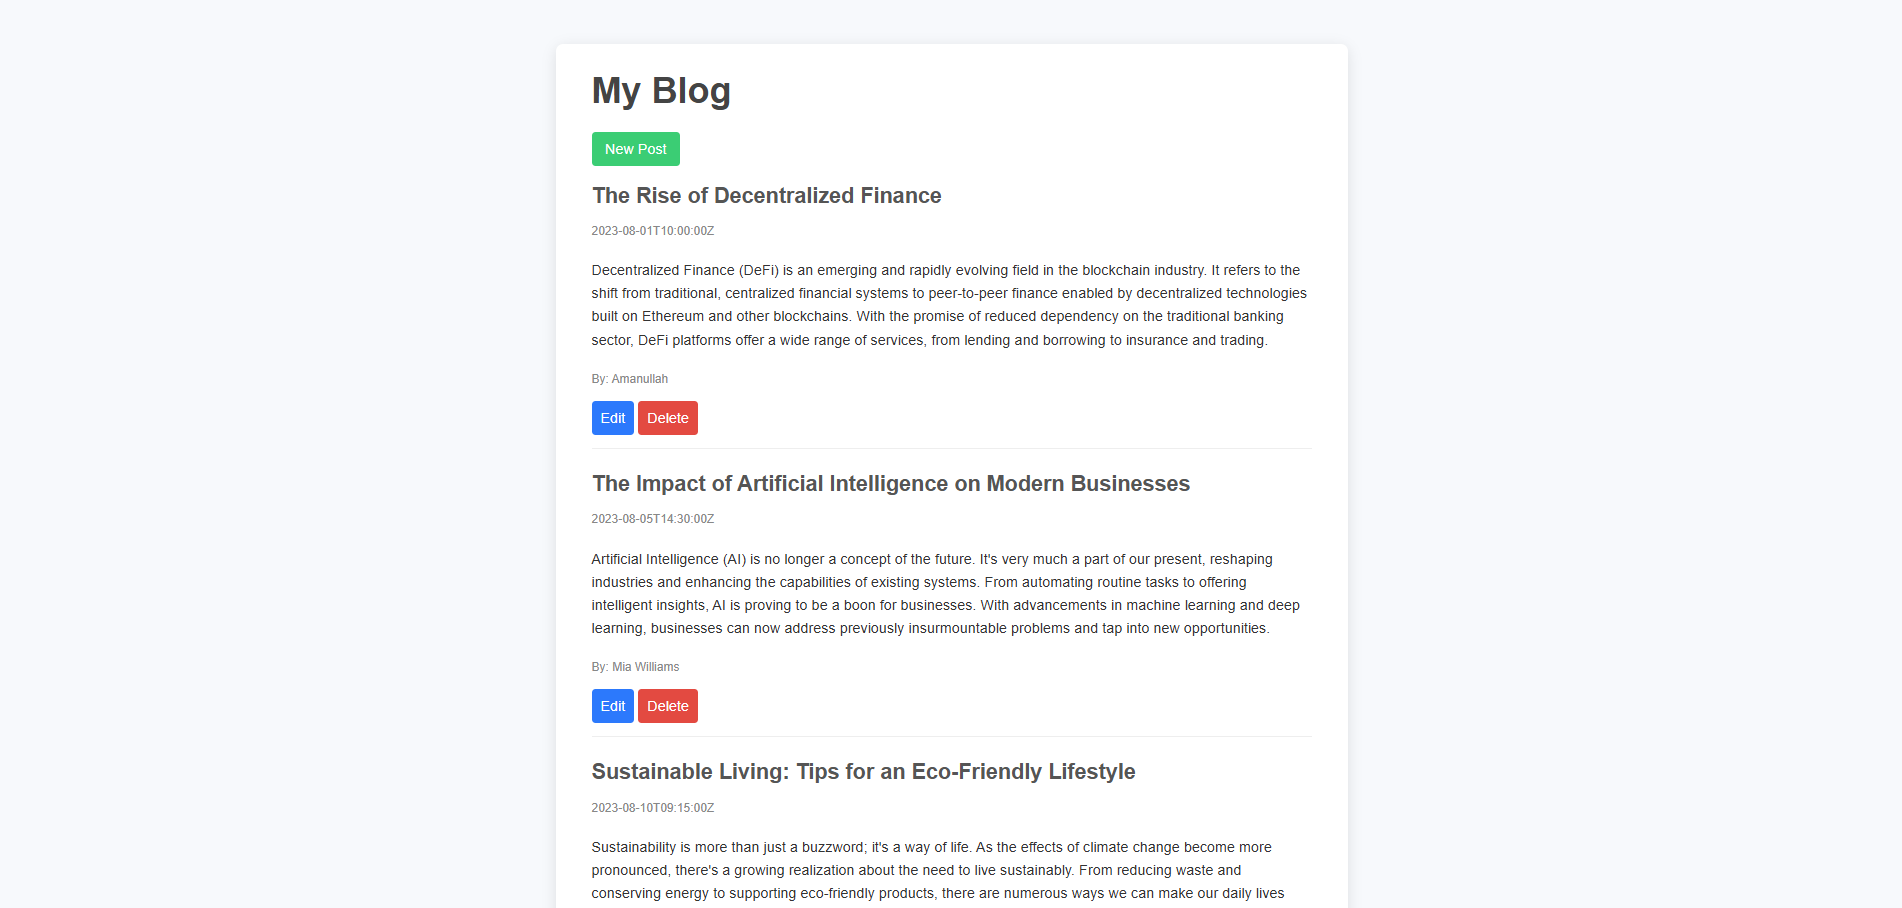 My Blog
New Post
The Rise of Decentralized Finance
2023-08-01T10:00:00Z
Decentralized Finance (DeFi) is an emerging and rapidly evolving field in the blockchain industry. It refers to the
shift from traditional, centralized financial systems to peer-to-peer finance enabled by decentralized technologies
built on Ethereum and other blockchains. With the promise of reduced dependency on the traditional banking
sector, DeFi platforms offer a wide range of services, from lending and borrowing to insurance and trading.
By: Amanullah
Edit Delete
The Impact of Artificial Intelligence on Modern Businesses
2023-08-05T14:30:00Z
Artificial Intelligence (AI) is no longer a concept of the future. It's very much a part of our present, reshaping
industries and enhancing the capabilities of existing systems. From automating routine tasks to offering
intelligent insights, AI is proving to be a boon for businesses. With advancements in machine learning and deep
learning, businesses can now address previously insurmountable problems and tap into new opportunities.
By: Mia Williams
Edit Delete
Sustainable Living: Tips for an Eco-Friendly Lifestyle
2023-08-10T09:15:00Z
Sustainability is more than just a buzzword; it's a way of life. As the effects of climate change become more
pronounced, there's a growing realization about the need to live sustainably. From reducing waste and
conserving energy to supporting eco-friendly products, there are numerous ways we can make our daily lives